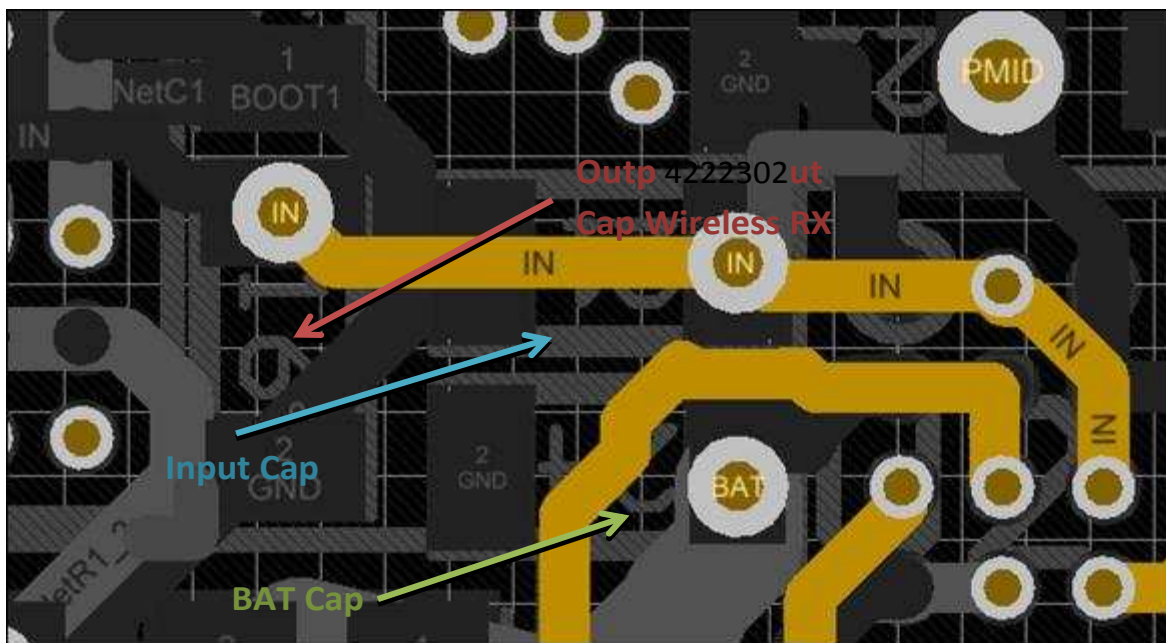 1
2
GND
PMID
NetC1
BOOT1
IN
Outp 4222302ut
Cap Wireless RX
IN
IN
IN
IN
IN
IN
2
GND
2
GND
Input Cap
BAT
BAT Cap